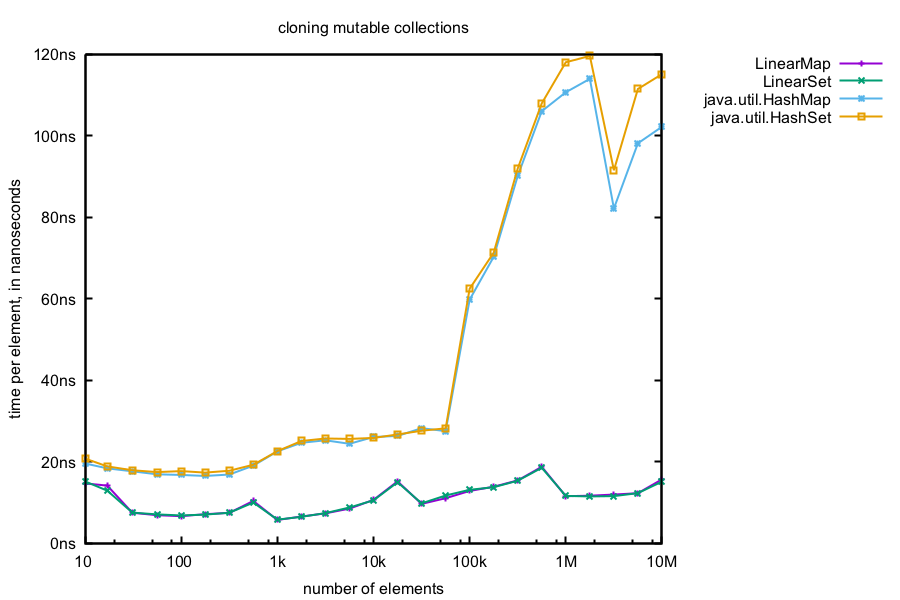 cloning mutable collections
120ns
100ns
80ns
60ns
40ns
20ns
0ns
time per element, in nanoseconds
10
100
1k
10k
100k
1M
10M
number of elements
LinearMap
LinearSet
java.util.HashMap
java.util.HashSet